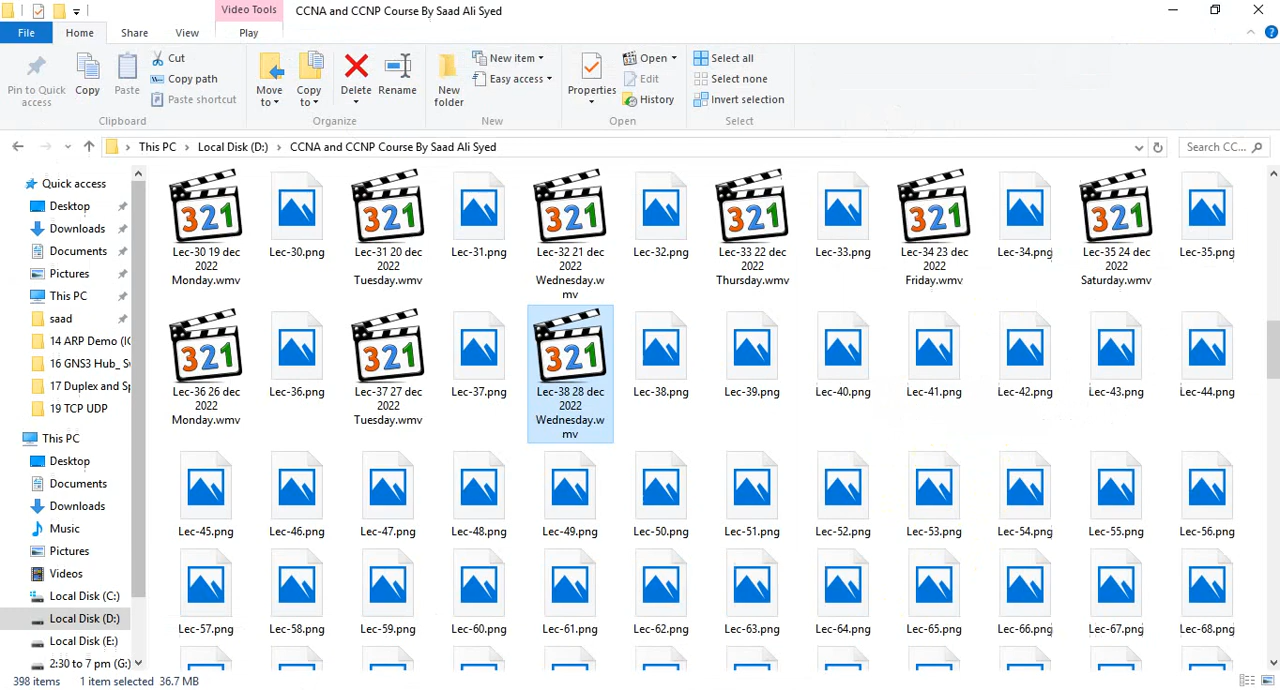 Video Tools
CCNA and CCNP Course By Saad Ali Syed
File
Home
Share
View
Play
Pin to Quick access
Copy
Paste
Cut
Copy path
Paste shortcut
Clipboard
Move to
Copy to
Delete
Rename
Organize
New folder
New item
Easy access
New
Properties
Open
Edit
History
Open
Select all
Select none
Invert selection
Select
This PC
Local Disk (D:)
CCNA and CCNP Course By Saad Ali Syed
Search CC...
Quick access
Desktop
Downloads
Documents
Pictures
This PC
saad
14 ARP Demo (IC
16 GNS3 Hub_ Sv
17 Duplex and Sp
19 TCP UDP
This PC
Desktop
Documents
Downloads
Music
Pictures
Videos
Local Disk (C:)
Local Disk (D:)
Local Disk (E:)
2:30 to 7 pm (G:)
321 321 321 321 321 321
Lec-30 19 dec 2022 Monday.wmv
Lec-30.png
Lec-31 20 dec 2022 Tuesday.wmv
Lec-31.png
Lec-32 21 dec 2022 Wednesday.wmv
Lec-32.png
Lec-33 22 dec 2022 Thursday.wmv
Lec-33.png
Lec-34 23 dec 2022 Friday.wmv
Lec-34.png
Lec-35 24 dec 2022 Saturday.wmv
Lec-35.png
321 321 321
Lec-36 26 dec 2022 Monday.wmv
Lec-36.png
Lec-37 27 dec 2022 Tuesday.wmv
Lec-37.png
Lec-38 28 dec 2022 Wednesday.wmv
Lec-38.png
Lec-39.png
Lec-40.png
Lec-41.png
Lec-42.png
Lec-43.png
Lec-44.png
Lec-45.png
Lec-46.png
Lec-47.png
Lec-48.png
Lec-49.png
Lec-50.png
Lec-51.png
Lec-52.png
Lec-53.png
Lec-54.png
Lec-55.png
Lec-56.png
Lec-57.png
Lec-58.png
Lec-59.png
Lec-60.png
Lec-61.png
Lec-62.png
Lec-63.png
Lec-64.png
Lec-65.png
Lec-66.png
Lec-67.png
Lec-68.png
398 items
1 item selected 36.7 MB